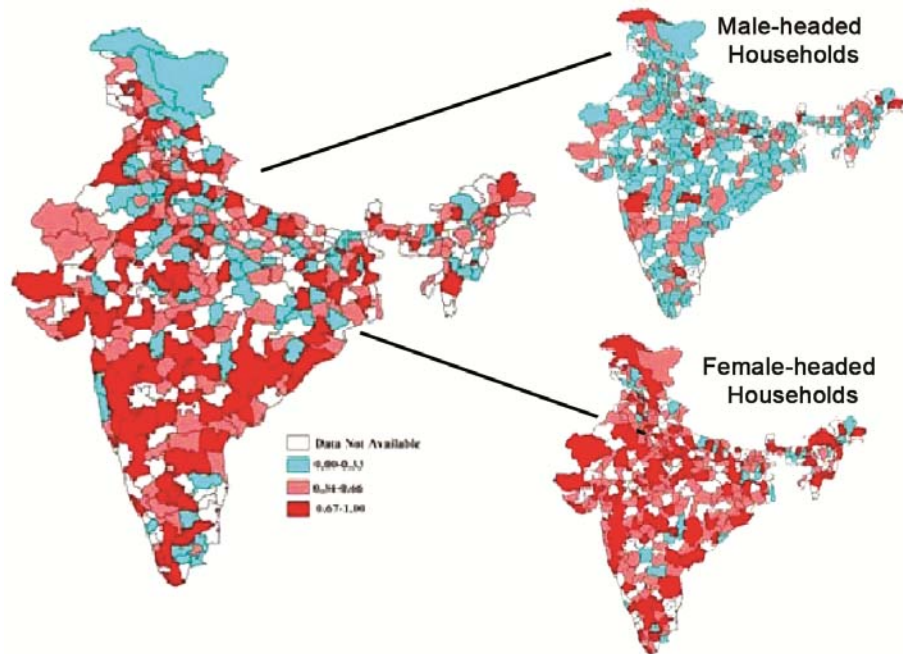 Male-headed
Households
Female-headed
Households
Data Not Available
0.00-0.33
0.34-0.66
0.67-1.00